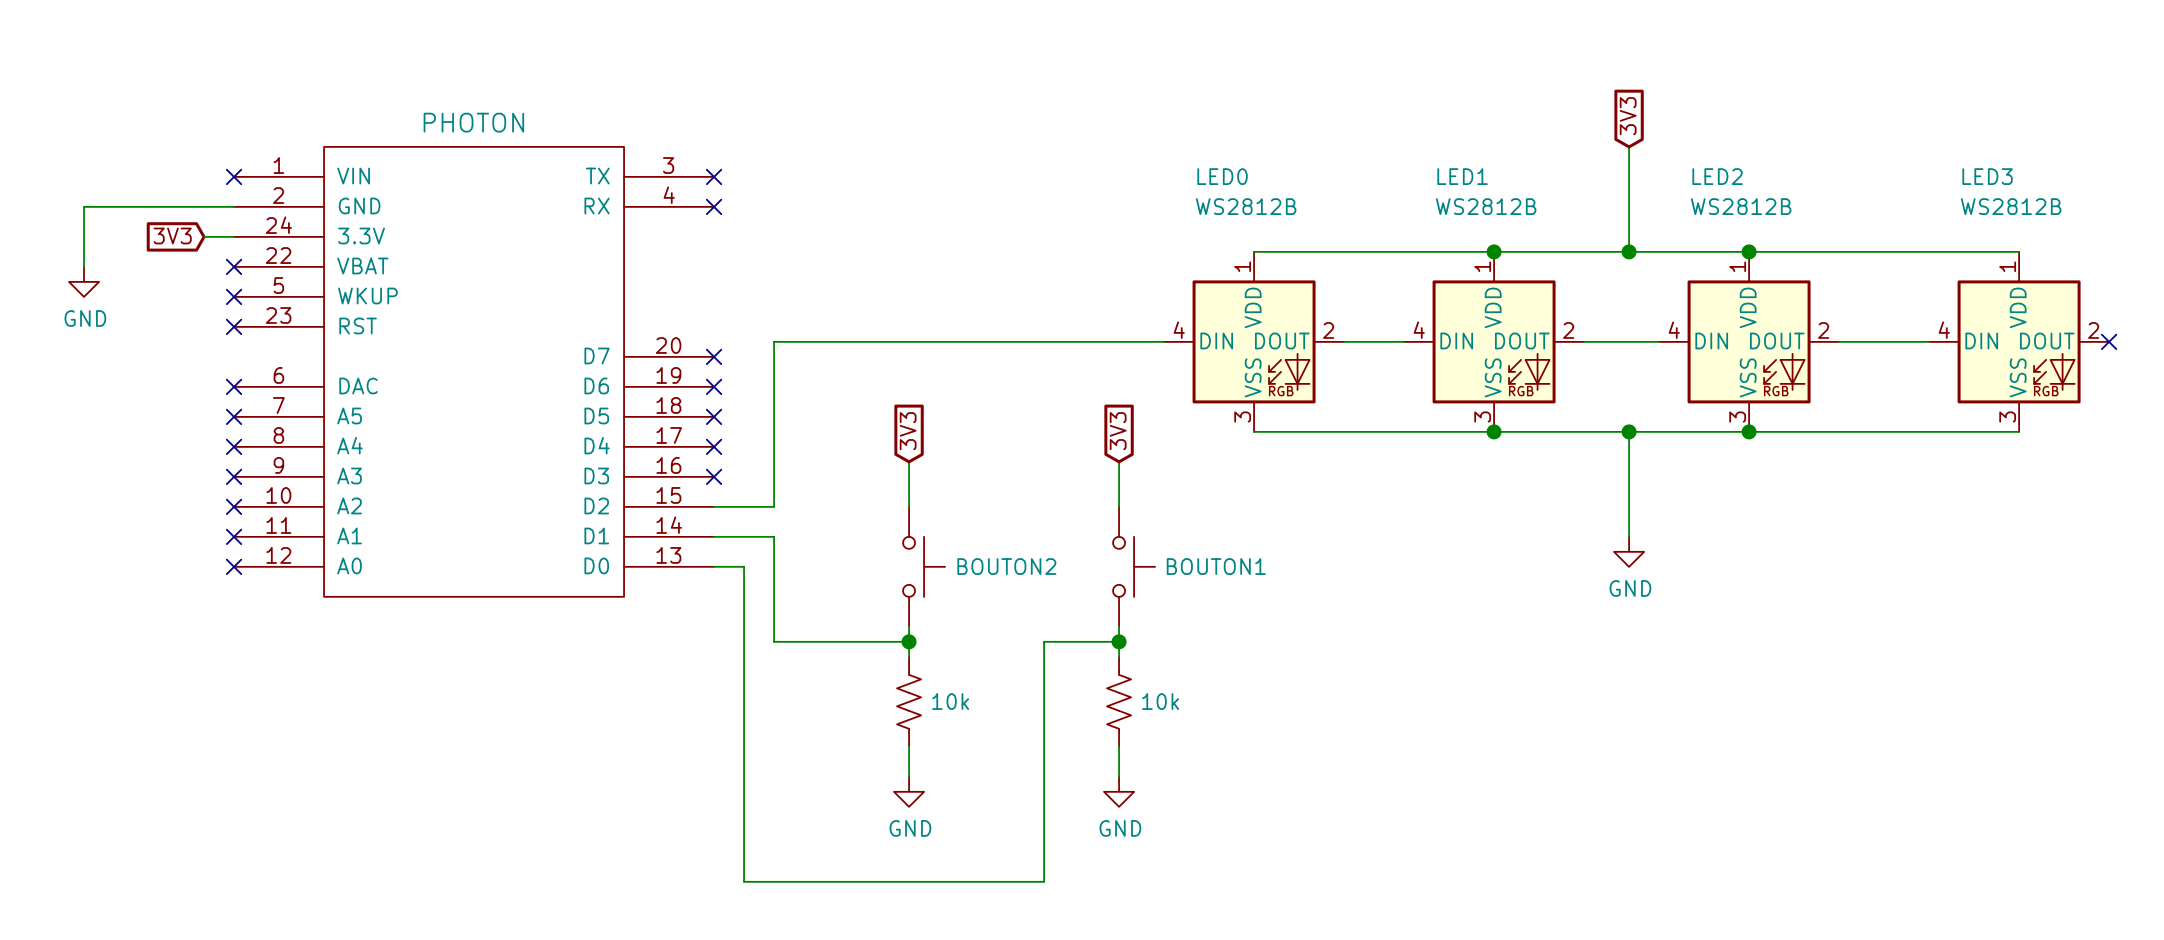 PHOTON
1 VIN
2 GND
24 3.3V
22 VBAT
5 WKUP
23 RST
6 DAC
7 A5
8 A4
9 A3
10 A2
11 A1
12 A0
TX 3
RX 4
D7 20
D6 19
D5 18
D4 17
D3 16
D2 15
D1 14
D0 13
3V3
GND
3V3
BOUTON2
10k
GND
3V3
BOUTON1
10k
GND
3V3
LED0
WS2812B
1
VDD
4 DIN DOUT 2
VSS
RGB
3
LED1
WS2812B
1
VDD
4 DIN DOUT 2
VSS
RGB
3
LED2
WS2812B
1
VDD
4 DIN DOUT 2
VSS
RGB
3
LED3
WS2812B
1
VDD
4 DIN DOUT 2
VSS
RGB
3
GND